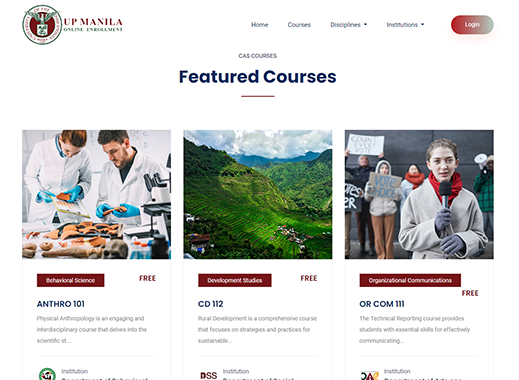 UP MANILA
ONLINE ENROLLMENT
Home
Courses
Disciplines
Institutions
Login
CAS COURSES
Featured Courses
Behavioral Science
FREE
ANTHRO 101
Physical Anthropology is an engaging and
interdisciplinary course that delves into the
scientific st...
Institution
Development Studies
FREE
CD 112
Rural Development is a comprehensive course
that focuses on strategies and practices for
sustainable...
DSS
Institution
Organizational Communications
FREE
OR COM 111
The Technical Reporting course provides
students with essential skills for effectively
communicating...
Institution